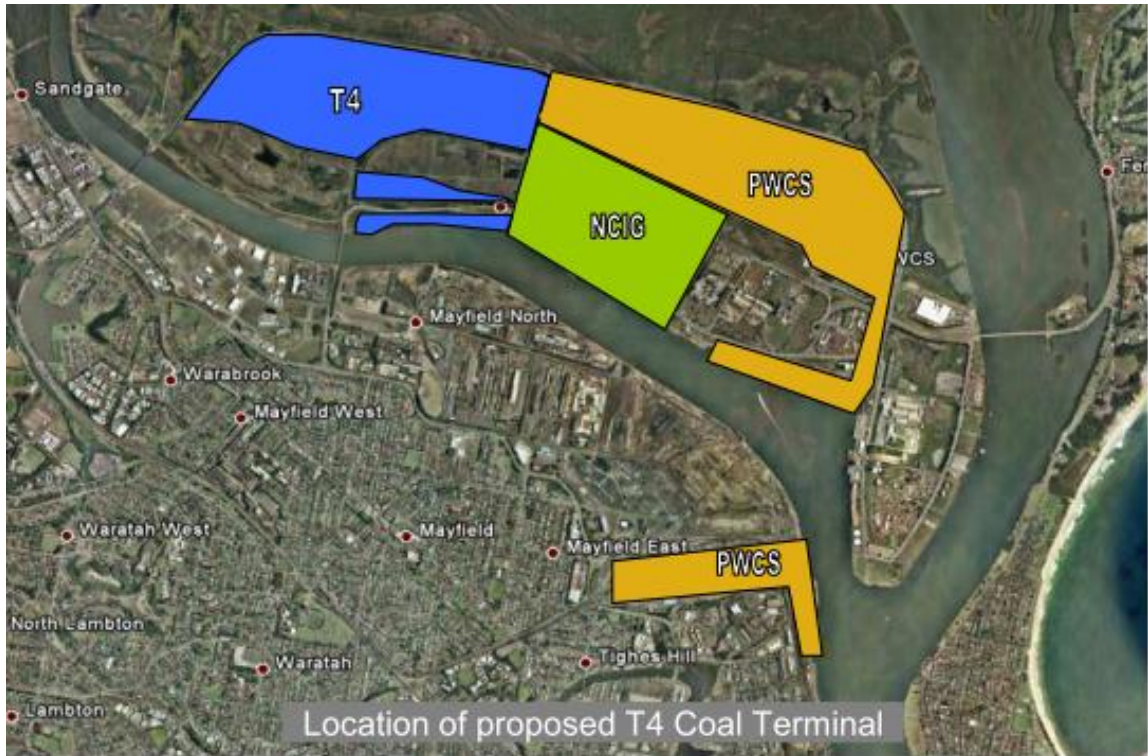 Sandgate
T4
PWCS
Fer
NCIG
WCS
Mayfield North
Warabrook
Mayfield West
Waratah West
Mayfield
Mayfield East
PWCS
North Lambton
Waratah
Tighes Hill
Lambton
Location of proposed T4 Coal Terminal